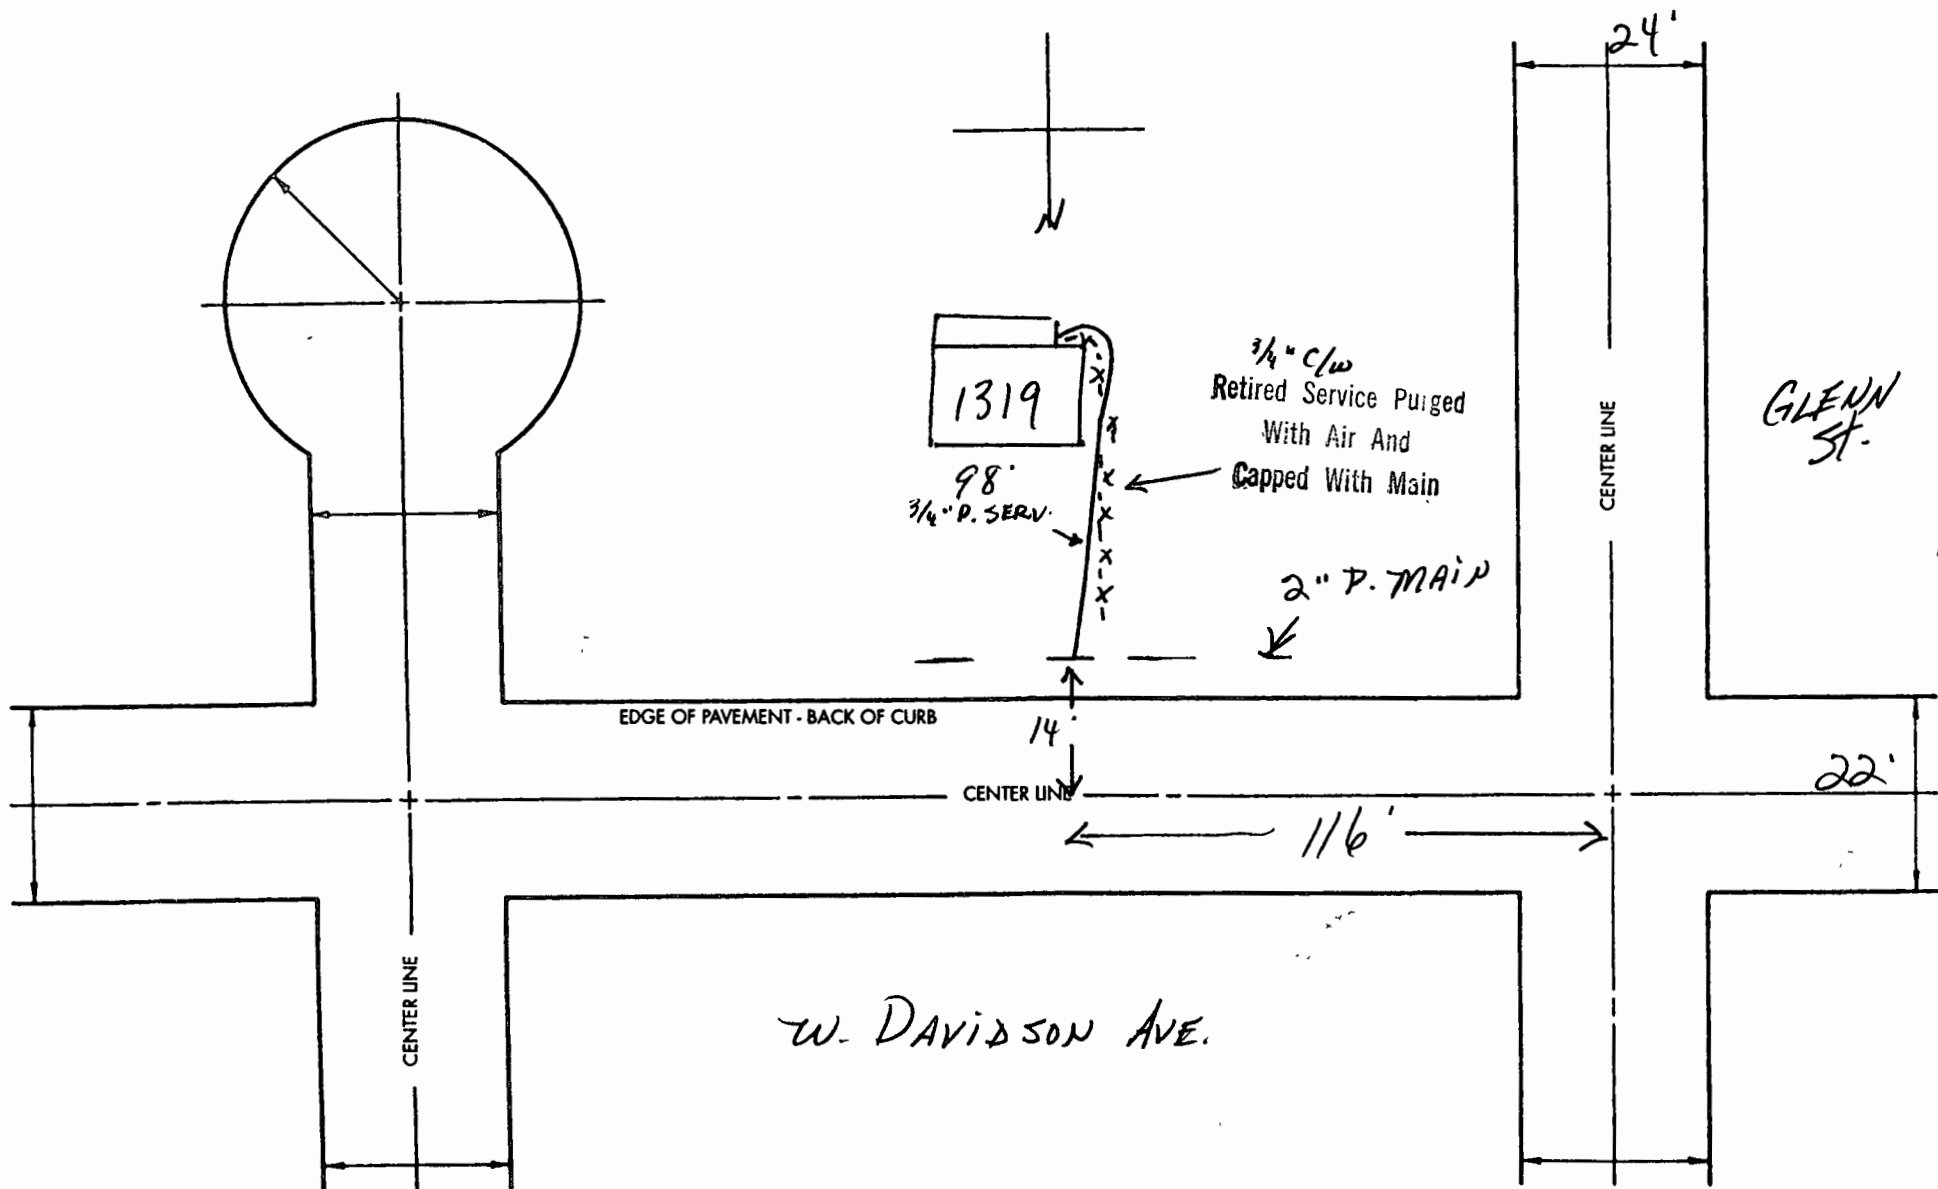 24'
N
3/4" C/W
Retired Service Purged
With Air And
Capped With Main
1319
98'
3/4" P. SERV.
GLENN
St.
CENTER LINE
2" P. MAIN
EDGE OF PAVEMENT - BACK OF CURB
14'
CENTER LINE
22'
116'
CENTER LINE
W. DAVIDSON AVE.